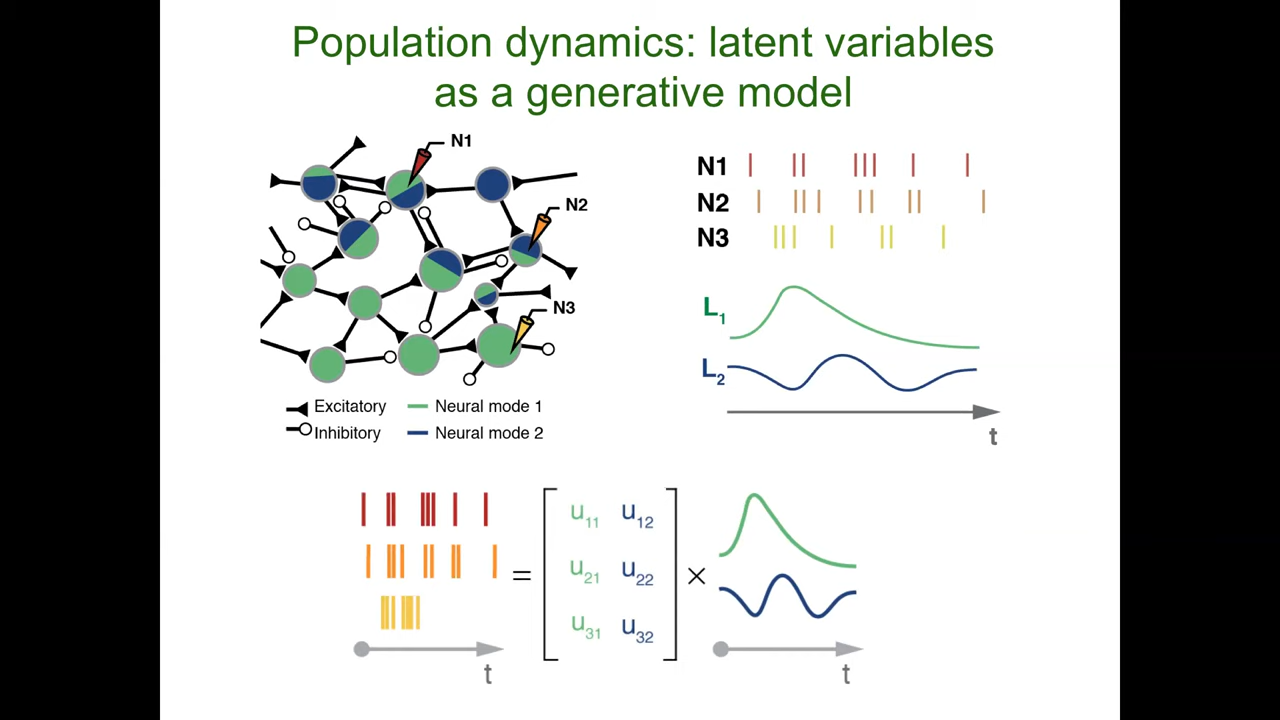 Population dynamics: latent variables
as a generative model
N1
N2
N3
Excitatory
Inhibitory
Neural mode 1
Neural mode 2
N1
N2
N3
L1
L2
t
=
u11 u12
u21 u22
u31 u32
×
t
t